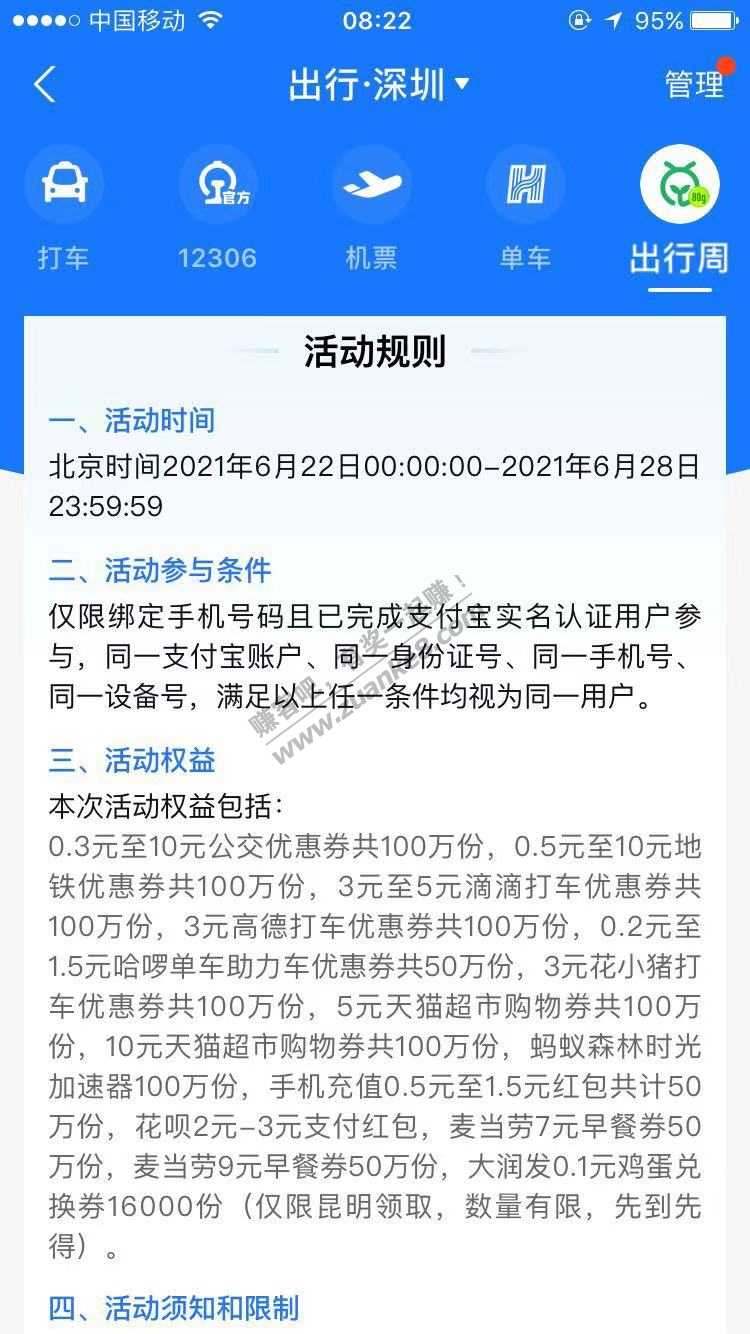 中国移动 08:22 95%
出行·深圳 管理
官方 80g
打车 12306 机票 单车 出行周
活动规则
一、活动时间
北京时间2021年6月22日00:00:00-2021年6月28日
23:59:59
二、活动参与条件
仅限绑定手机号码且已完成支付宝实名认证用户参
与，同一支付宝账户、同一身份证号、同一手机号、
同一设备号，满足以上任一条件均视为同一用户。
赚客吧，有奖一起赚！
www.zuanke8.com
三、活动权益
本次活动权益包括：
0.3元至10元公交优惠券共100万份，0.5元至10元地
铁优惠券共100万份，3元至5元滴滴打车优惠券共
100万份，3元高德打车优惠券共100万份，0.2元至
1.5元哈啰单车助力车优惠券共50万份，3元花小猪打
车优惠券共100万份，5元天猫超市购物券共100万
份，10元天猫超市购物券共100万份，蚂蚁森林时光
加速器100万份，手机充值0.5元至1.5元红包共计50
万份，花呗2元-3元支付红包，麦当劳7元早餐券50
万份，麦当劳9元早餐券50万份，大润发0.1元鸡蛋兑
换券16000份（仅限昆明领取，数量有限，先到先
得）。
四、活动须知和限制